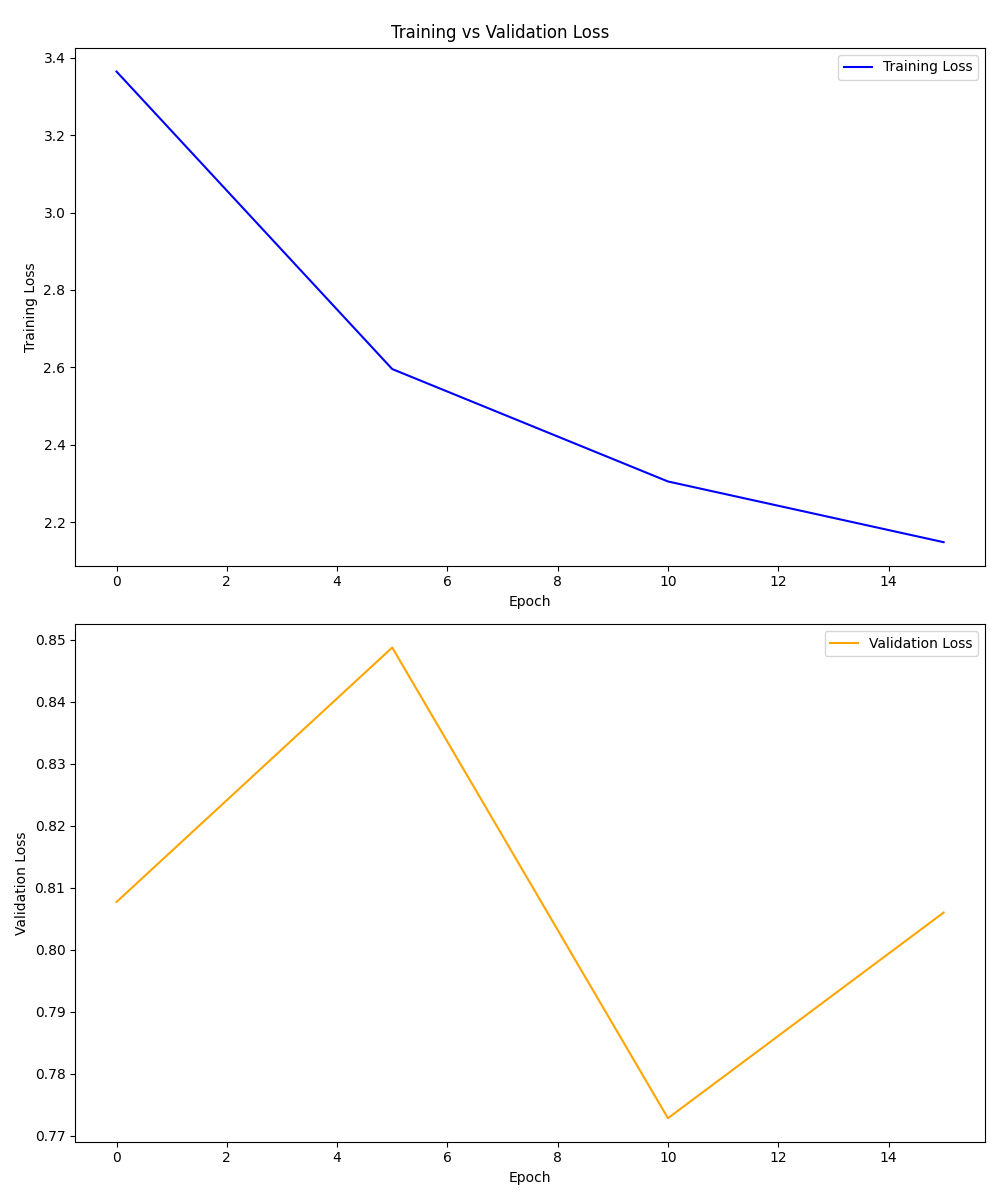 Training vs Validation Loss
Training Loss
3.4
3.2
3.0
2.8
2.6
2.4
2.2
Training Loss
0 2 4 6 8 10 12 14
Epoch
Validation Loss
0.85
0.84
0.83
0.82
0.81
0.80
0.79
0.78
0.77
Validation Loss
0 2 4 6 8 10 12 14
Epoch